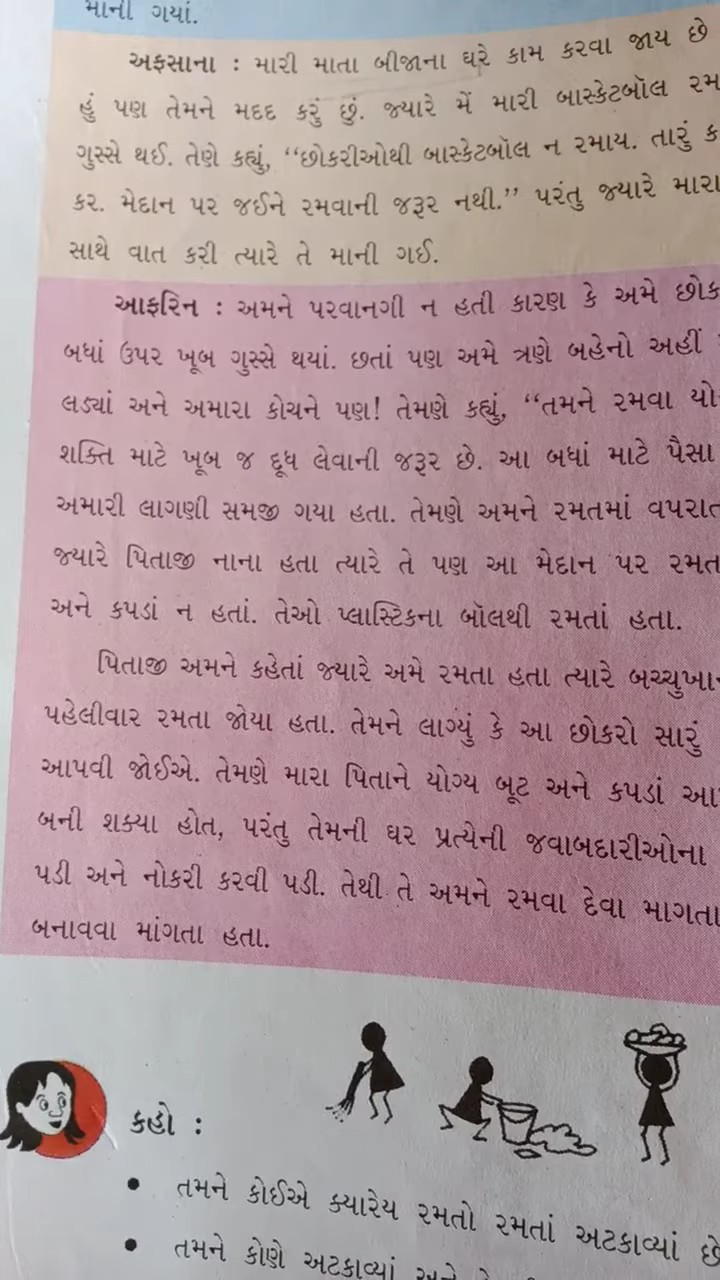 માની ગયાં.
અફસાના : મારી માતા બીજાના ઘરે કામ કરવા જાય છે
હું પણ તેમને મદદ કરું છું. જ્યારે મેં મારી બાસ્કેટબૉલ રમ
ગુસ્સે થઈ. તેણે કહ્યું, “છોકરીઓથી બાસ્કેટબૉલ ન રમાય. તારું ક
કર. મેદાન પર જઈને રમવાની જરૂર નથી.” પરંતુ જ્યારે મારા
સાથે વાત કરી ત્યારે તે માની ગઈ.
આફરિન : અમને પરવાનગી ન હતી કારણ કે અમે છોક
બધાં ઉપર ખૂબ ગુસ્સે થયાં. છતાં પણ અમે ત્રણે બહેનો અહીં
લડ્યાં અને અમારા કોચને પણ! તેમણે કહ્યું, “તમને રમવા યો
શક્તિ માટે ખૂબ જ દૂધ લેવાની જરૂર છે. આ બધાં માટે પૈસા
અમારી લાગણી સમજી ગયા હતા. તેમણે અમને રમતમાં વપરાત
જ્યારે પિતાજી નાના હતા ત્યારે તે પણ આ મેદાન પર રમત
અને કપડાં ન હતાં. તેઓ પ્લાસ્ટિકના બૉલથી રમતાં હતા.
પિતાજી અમને કહેતાં જ્યારે અમે રમતા હતા ત્યારે બચ્ચુખા
પહેલીવાર રમતા જોયા હતા. તેમને લાગ્યું કે આ છોકરો સારું
આપવી જોઈએ. તેમણે મારા પિતાને યોગ્ય બૂટ અને કપડાં આ
બની શક્યા હોત, પરંતુ તેમની ઘર પ્રત્યેની જવાબદારીઓના
પડી અને નોકરી કરવી પડી. તેથી તે અમને રમવા દેવા માગતા
બનાવવા માંગતા હતા.
કહો :
• તમને કોઈએ ક્યારેય રમતો રમતાં અટકાવ્યાં છે
• તમને કોણે અટકાવ્યાં અને